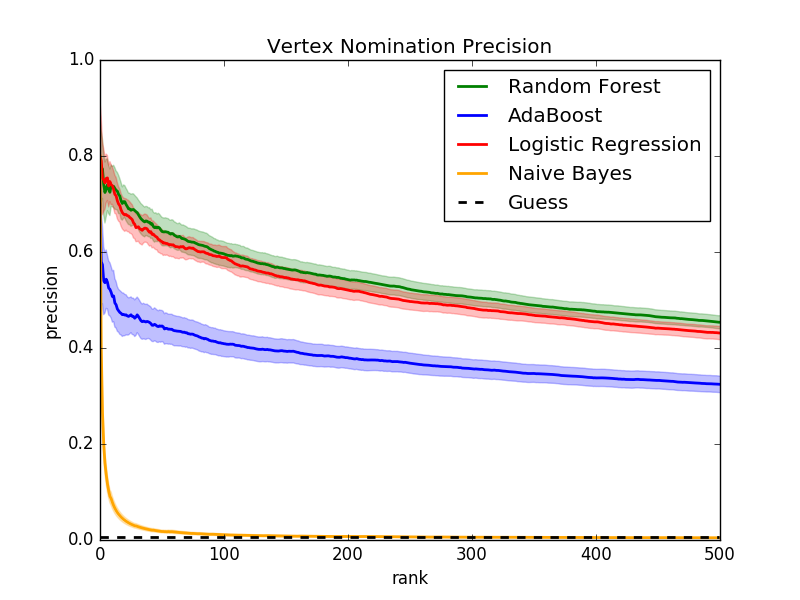 Vertex Nomination Precision
1.0
0.8
0.6
0.4
0.2
0.0
precision
Random Forest
AdaBoost
Logistic Regression
Naive Bayes
Guess
0 100 200 300 400 500
rank